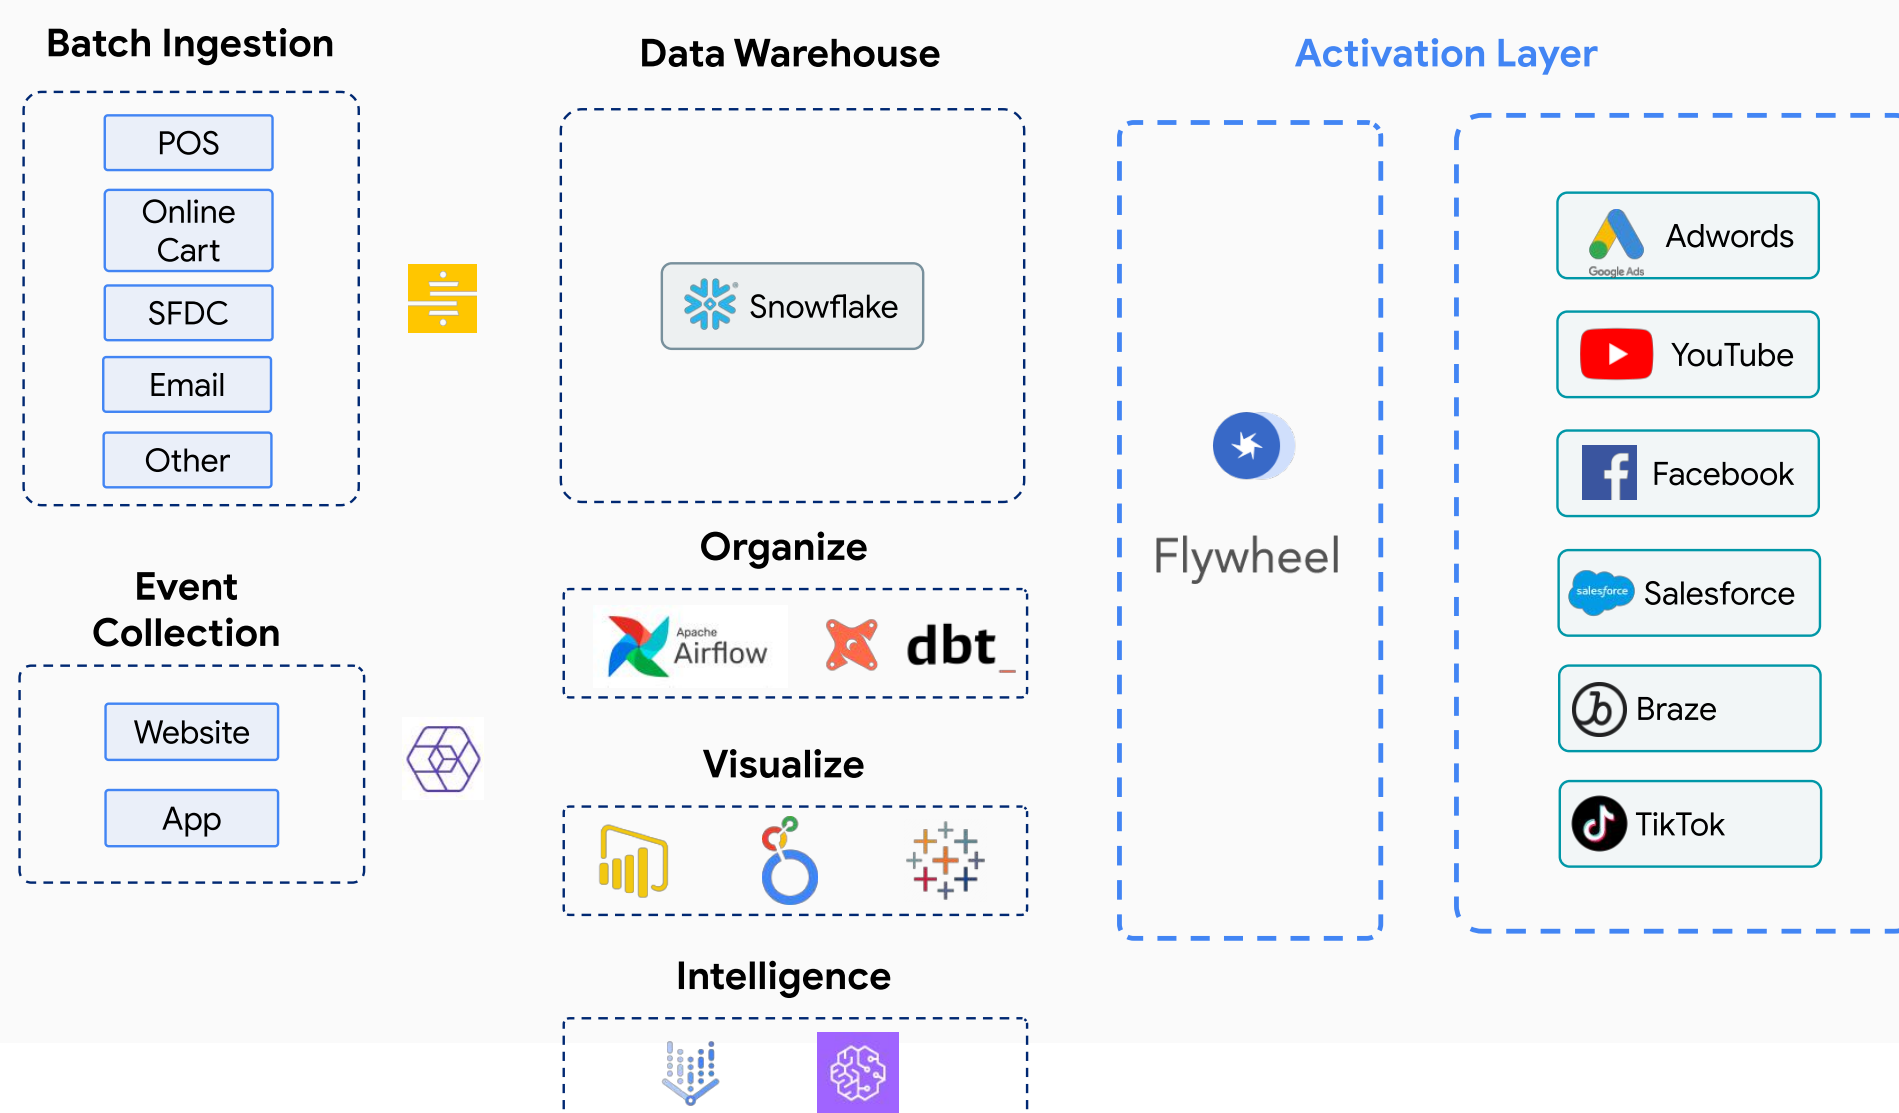 Batch Ingestion
POS
Online
Cart
SFDC
Email
Other
Event
Collection
Website
App
Data Warehouse
Snowflake
Organize
Apache
Airflow
dbt_
Visualize
Intelligence
Activation Layer
Flywheel
Google Ads
Adwords
YouTube
Facebook
salesforce
Salesforce
Braze
TikTok